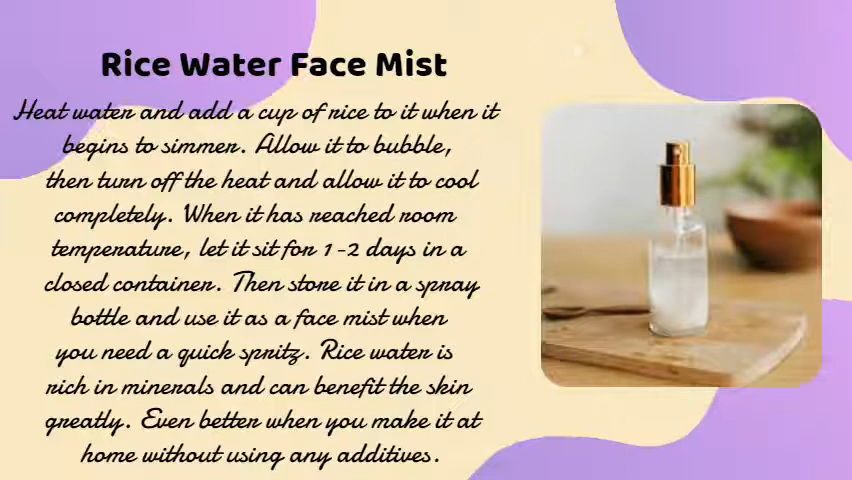 Rice Water Face Mist
Heat water and add a cup of rice to it when it
begins to simmer. Allow it to bubble,
then turn off the heat and allow it to cool
completely. When it has reached room
temperature, let it sit for 1-2 days in a
closed container. Then store it in a spray
bottle and use it as a face mist when
you need a quick spritz. Rice water is
rich in minerals and can benefit the skin
greatly. Even better when you make it at
home without using any additives.